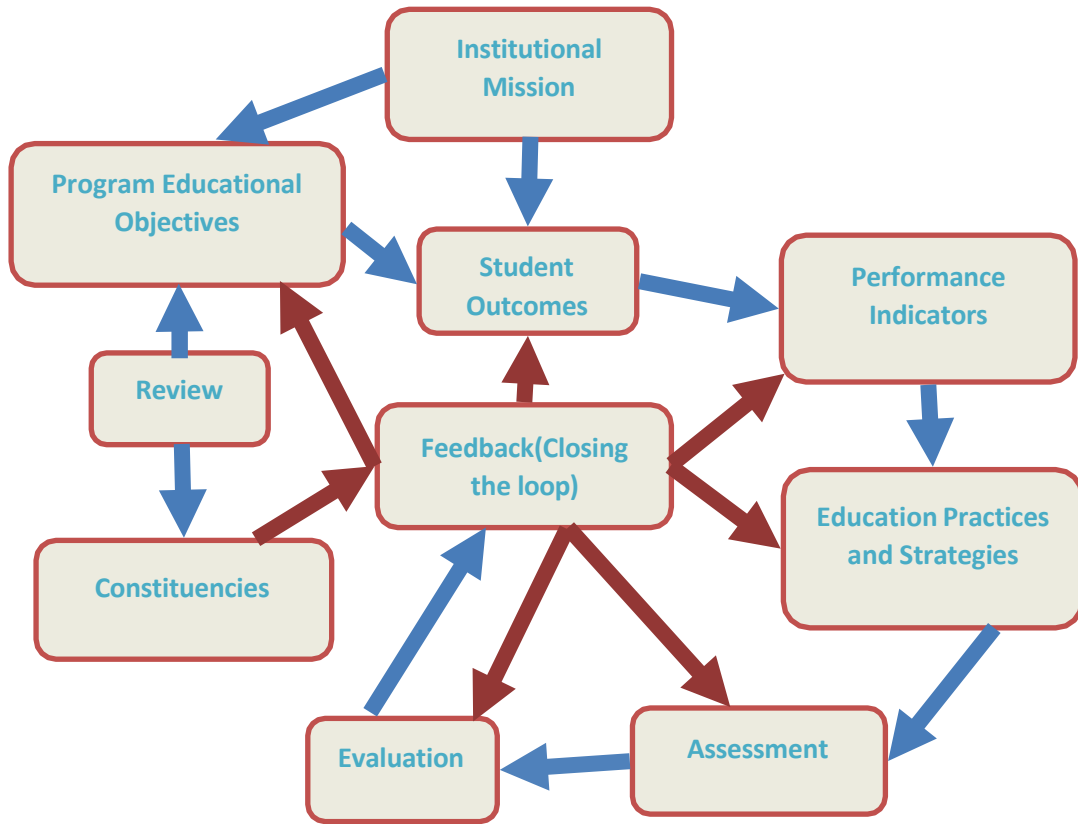 Institutional
Mission
Program Educational
Objectives
Student
Outcomes
Performance
Indicators
Review
Feedback(Closing
the loop)
Education Practices
and Strategies
Constituencies
Evaluation
Assessment